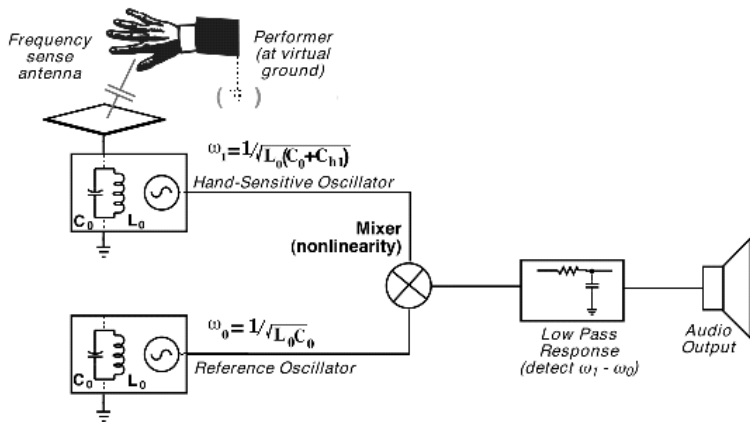 Frequency
sense
antenna
Performer
(at virtual
ground)
( )
ω₁=1/√L₀(C₀+Ch1)
Hand-Sensitive Oscillator
C₀ L₀
Mixer
(nonlinearity)
ω₀=1/√L₀C₀
Reference Oscillator
C₀ L₀
Low Pass
Response
(detect ω₁ - ω₀)
Audio
Output